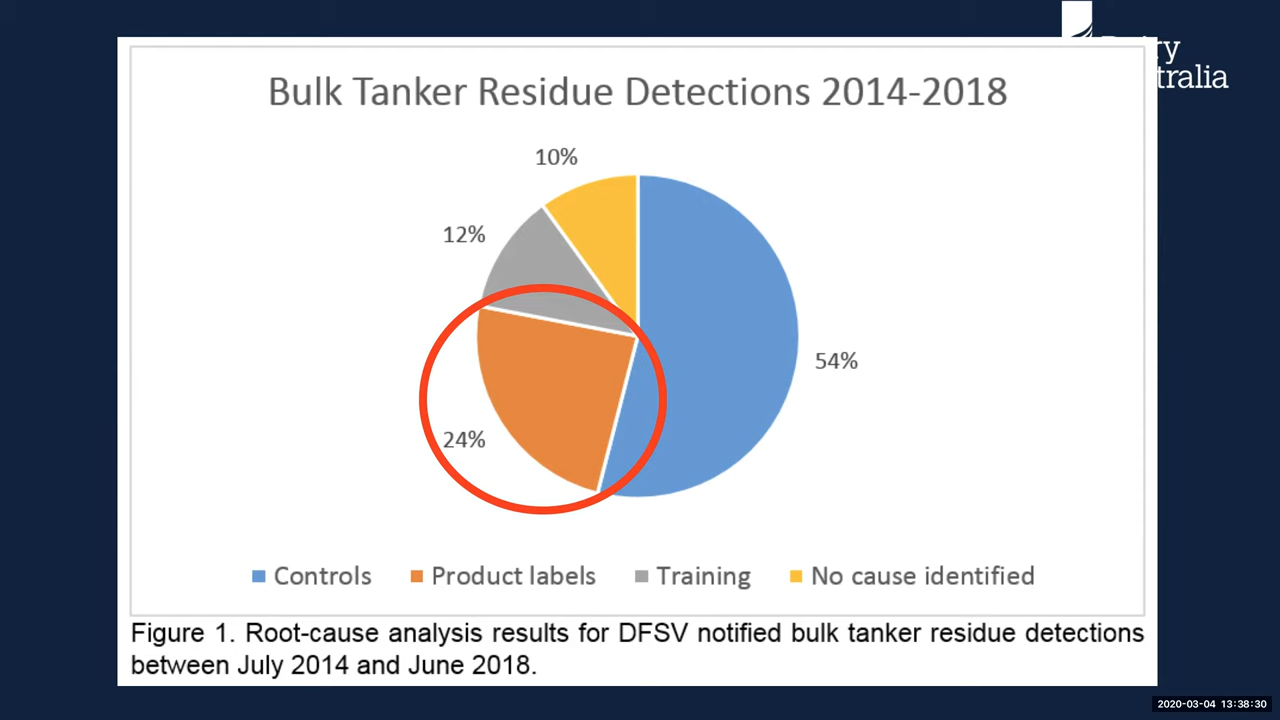 Bulk Tanker Residue Detections 2014-2018
10%
12%
54%
24%
Controls
Product labels
Training
No cause identified
Figure 1. Root-cause analysis results for DFSV notified bulk tanker residue detections
between July 2014 and June 2018.
2020-03-04 13:38:30